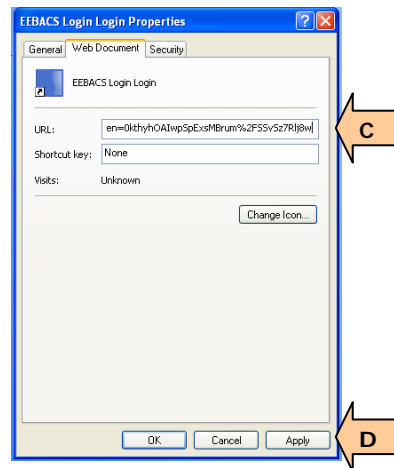 EEBACS Login Login Properties
General Web Document Security
EEBACS Login Login
URL: en=0kthyhOAIwpSpExsMBrum%2FSSvSz7Rlj8w
C
Shortcut key: None
Visits: Unknown
Change Icon...
OK Cancel Apply
D